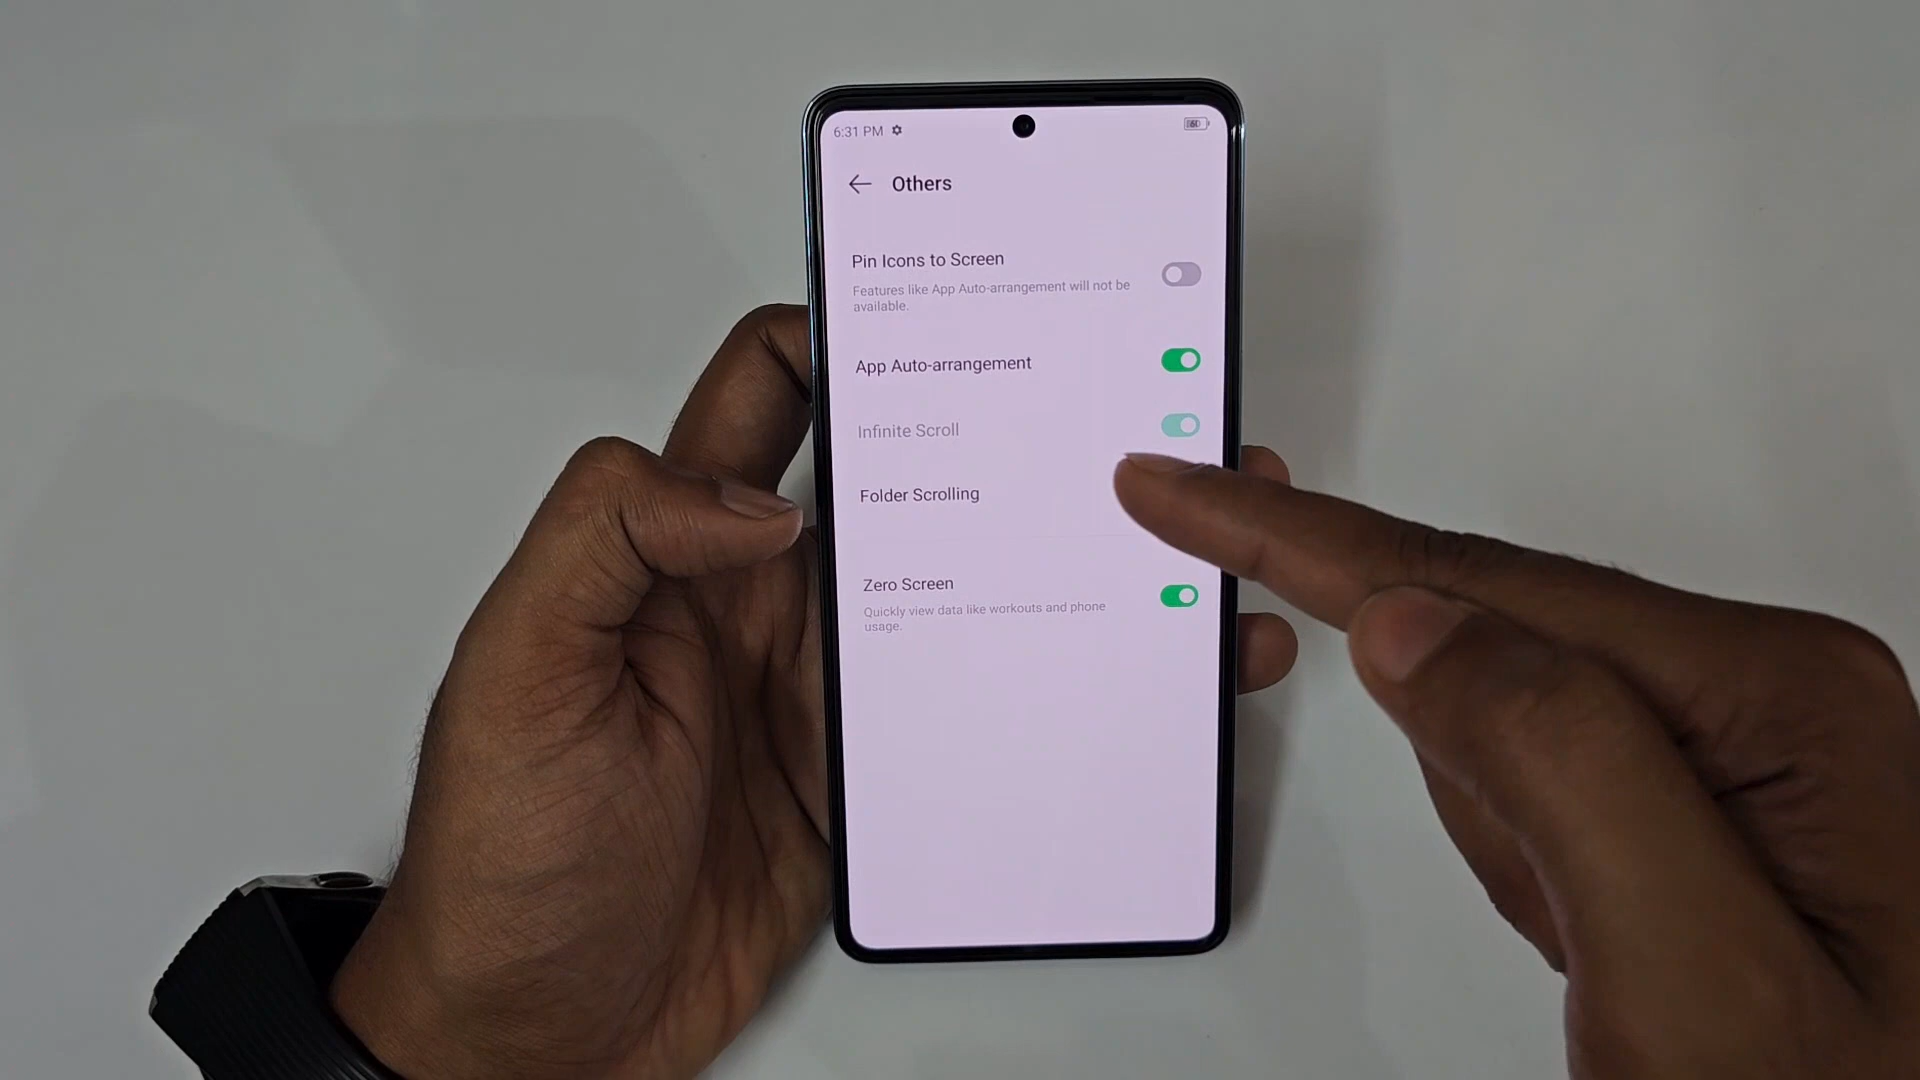 6:31 PM
Others
Pin Icons to Screen
Features like App Auto-arrangement will not be
available.
App Auto-arrangement
Infinite Scroll
Folder Scrolling
Zero Screen
Quickly view data like workouts and phone
usage.